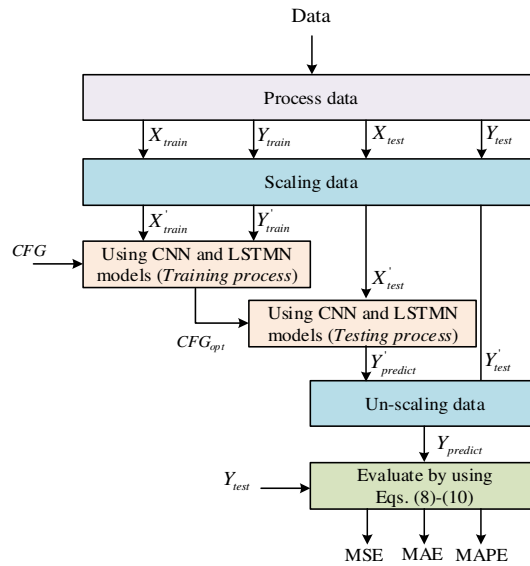 Data
Process data
X_train Y_train X_test Y_test
Scaling data
X'_train Y'_train
CFG
Using CNN and LSTMN
models (Training process)
X'_test
CFG_opt
Using CNN and LSTMN
models (Testing process)
Y'_predict Y'_test
Un-scaling data
Y_predict
Y_test
Evaluate by using
Eqs. (8)-(10)
MSE MAE MAPE